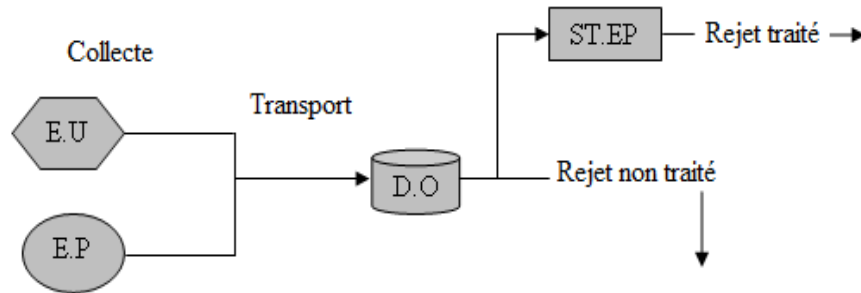 ST.EP
Rejet traité
Collecte
E.U
Transport
D.O
Rejet non traité
E.P